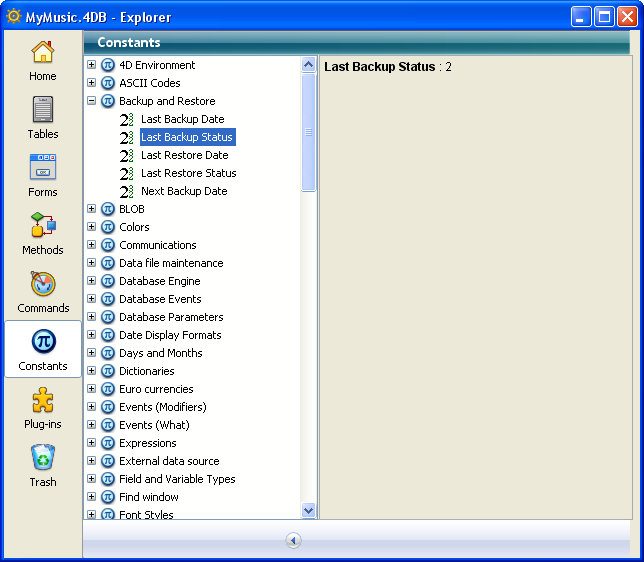 MyMusic.4DB - Explorer
Home
Tables
Forms
Methods
Commands
Constants
Plug-ins
Trash
Constants
4D Environment
ASCII Codes
Backup and Restore
Last Backup Date
Last Backup Status
Last Restore Date
Last Restore Status
Next Backup Date
BLOB
Colors
Communications
Data file maintenance
Database Engine
Database Events
Database Parameters
Date Display Formats
Days and Months
Dictionaries
Euro currencies
Events (Modifiers)
Events (What)
Expressions
External data source
Field and Variable Types
Find window
Font Styles
Last Backup Status : 2